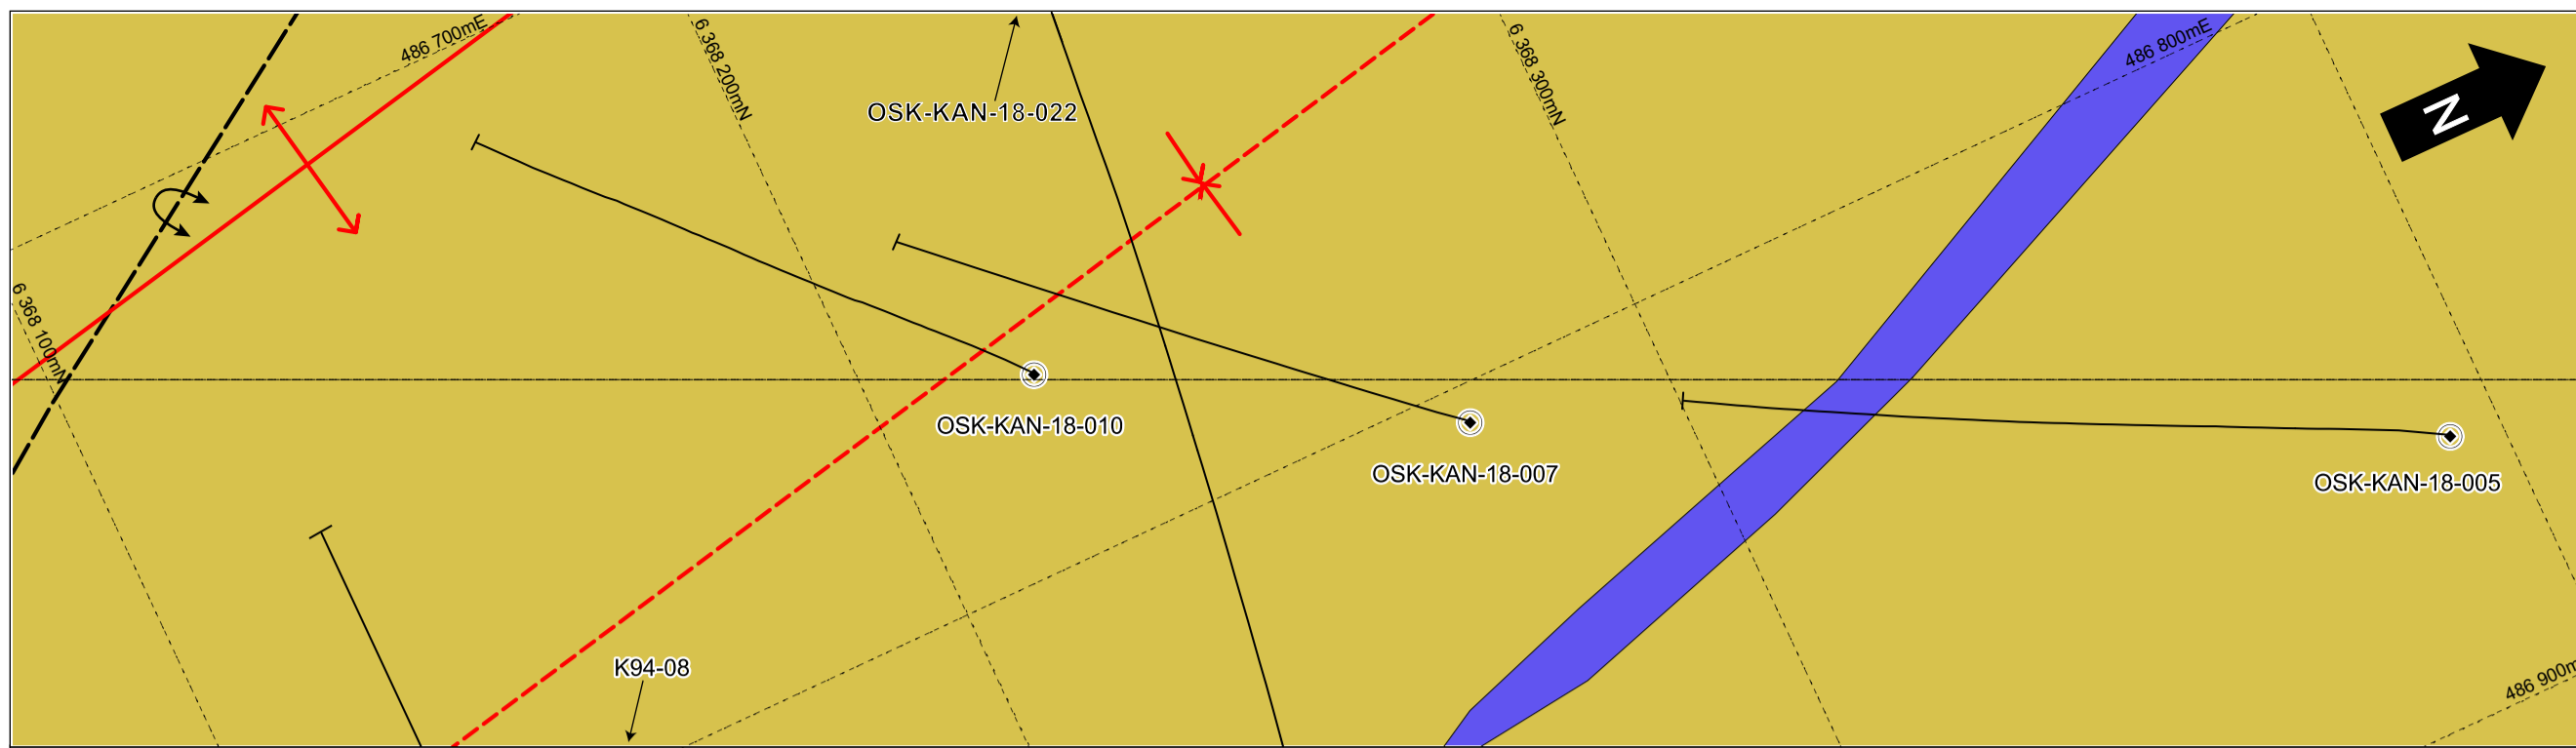 486 700mE
6 368 200mN
6 368 300mN
486 800mE
N
OSK-KAN-18-022
6 368 100mN
OSK-KAN-18-010
OSK-KAN-18-007
OSK-KAN-18-005
K94-08
486 900m